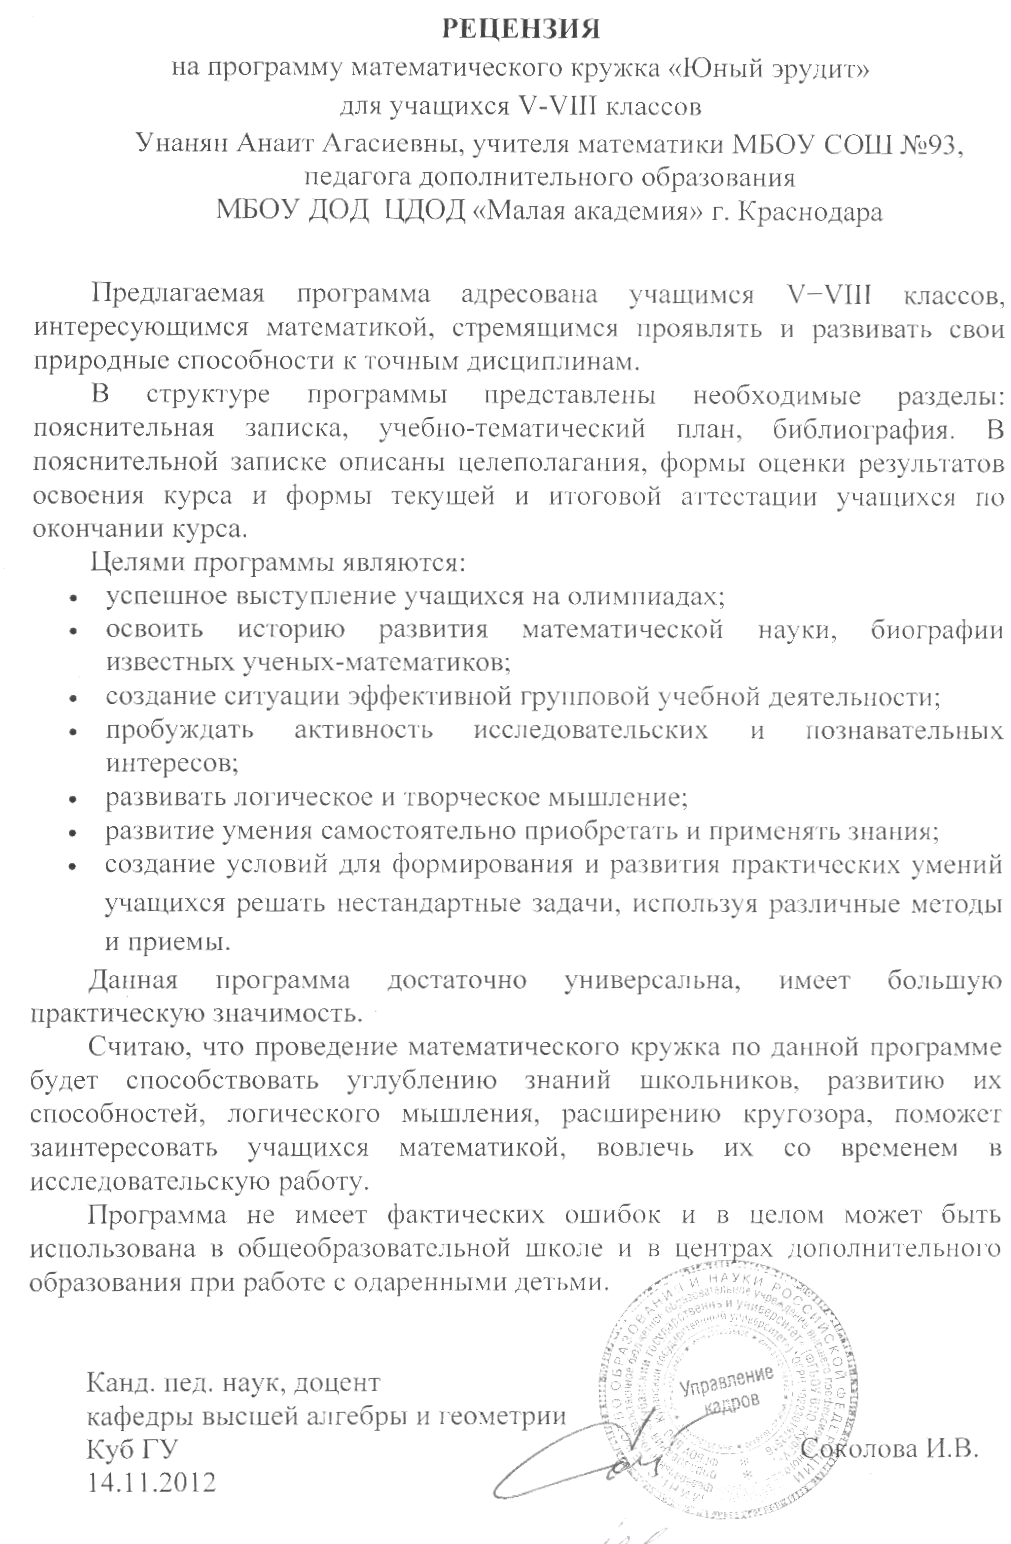 РЕЦЕНЗИЯ
на программу математического кружка «Юный эрудит»
для учащихся V-VIII классов
Унанян Анаит Агасиевны, учителя математики МБОУ СОШ №93,
педагога дополнительного образования
МБОУ ДОД ЦДОД «Малая академия» г. Краснодара
Предлагаемая программа адресована учащимся V–VIII классов,
интересующимся математикой, стремящимся проявлять и развивать свои
природные способности к точным дисциплинам.
В структуре программы представлены необходимые разделы:
пояснительная записка, учебно-тематический план, библиография. В
пояснительной записке описаны целеполагания, формы оценки результатов
освоения курса и формы текущей и итоговой аттестации учащихся по
окончании курса.
Целями программы являются:
• успешное выступление учащихся на олимпиадах;
• освоить историю развития математической науки, биографии
известных ученых-математиков;
• создание ситуации эффективной групповой учебной деятельности;
• пробуждать активность исследовательских и познавательных
интересов;
• развивать логическое и творческое мышление;
• развитие умения самостоятельно приобретать и применять знания;
• создание условий для формирования и развития практических умений
учащихся решать нестандартные задачи, используя различные методы
и приемы.
Данная программа достаточно универсальна, имеет большую
практическую значимость.
Считаю, что проведение математического кружка по данной программе
будет способствовать углублению знаний школьников, развитию их
способностей, логического мышления, расширению кругозора, поможет
заинтересовать учащихся математикой, вовлечь их со временем в
исследовательскую работу.
Программа не имеет фактических ошибок и в целом может быть
использована в общеобразовательной школе и в центрах дополнительного
образования при работе с одаренными детьми.
Управление
кадров
Канд. пед. наук, доцент
кафедры высшей алгебры и геометрии
Куб ГУ
Соколова И.В.
14.11.2012